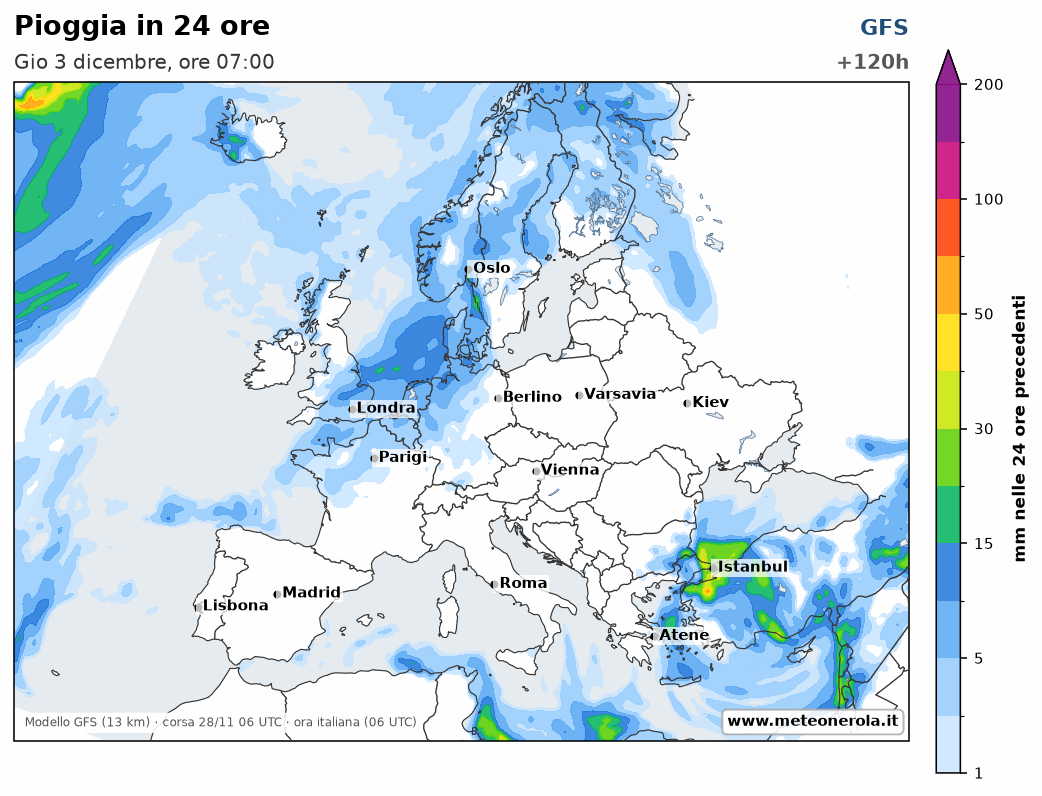 Pioggia in 24 ore
GFS
Gio 3 dicembre, ore 07:00
+120h
200
100
50
30
15
5
1
mm nelle 24 ore precedenti
Oslo
Londra
Berlino
Varsavia
Kiev
Parigi
Vienna
Istanbul
Roma
Madrid
Lisbona
Atene
Modello GFS (13 km) · corsa 28/11 06 UTC · ora italiana (06 UTC)
www.meteonerola.it